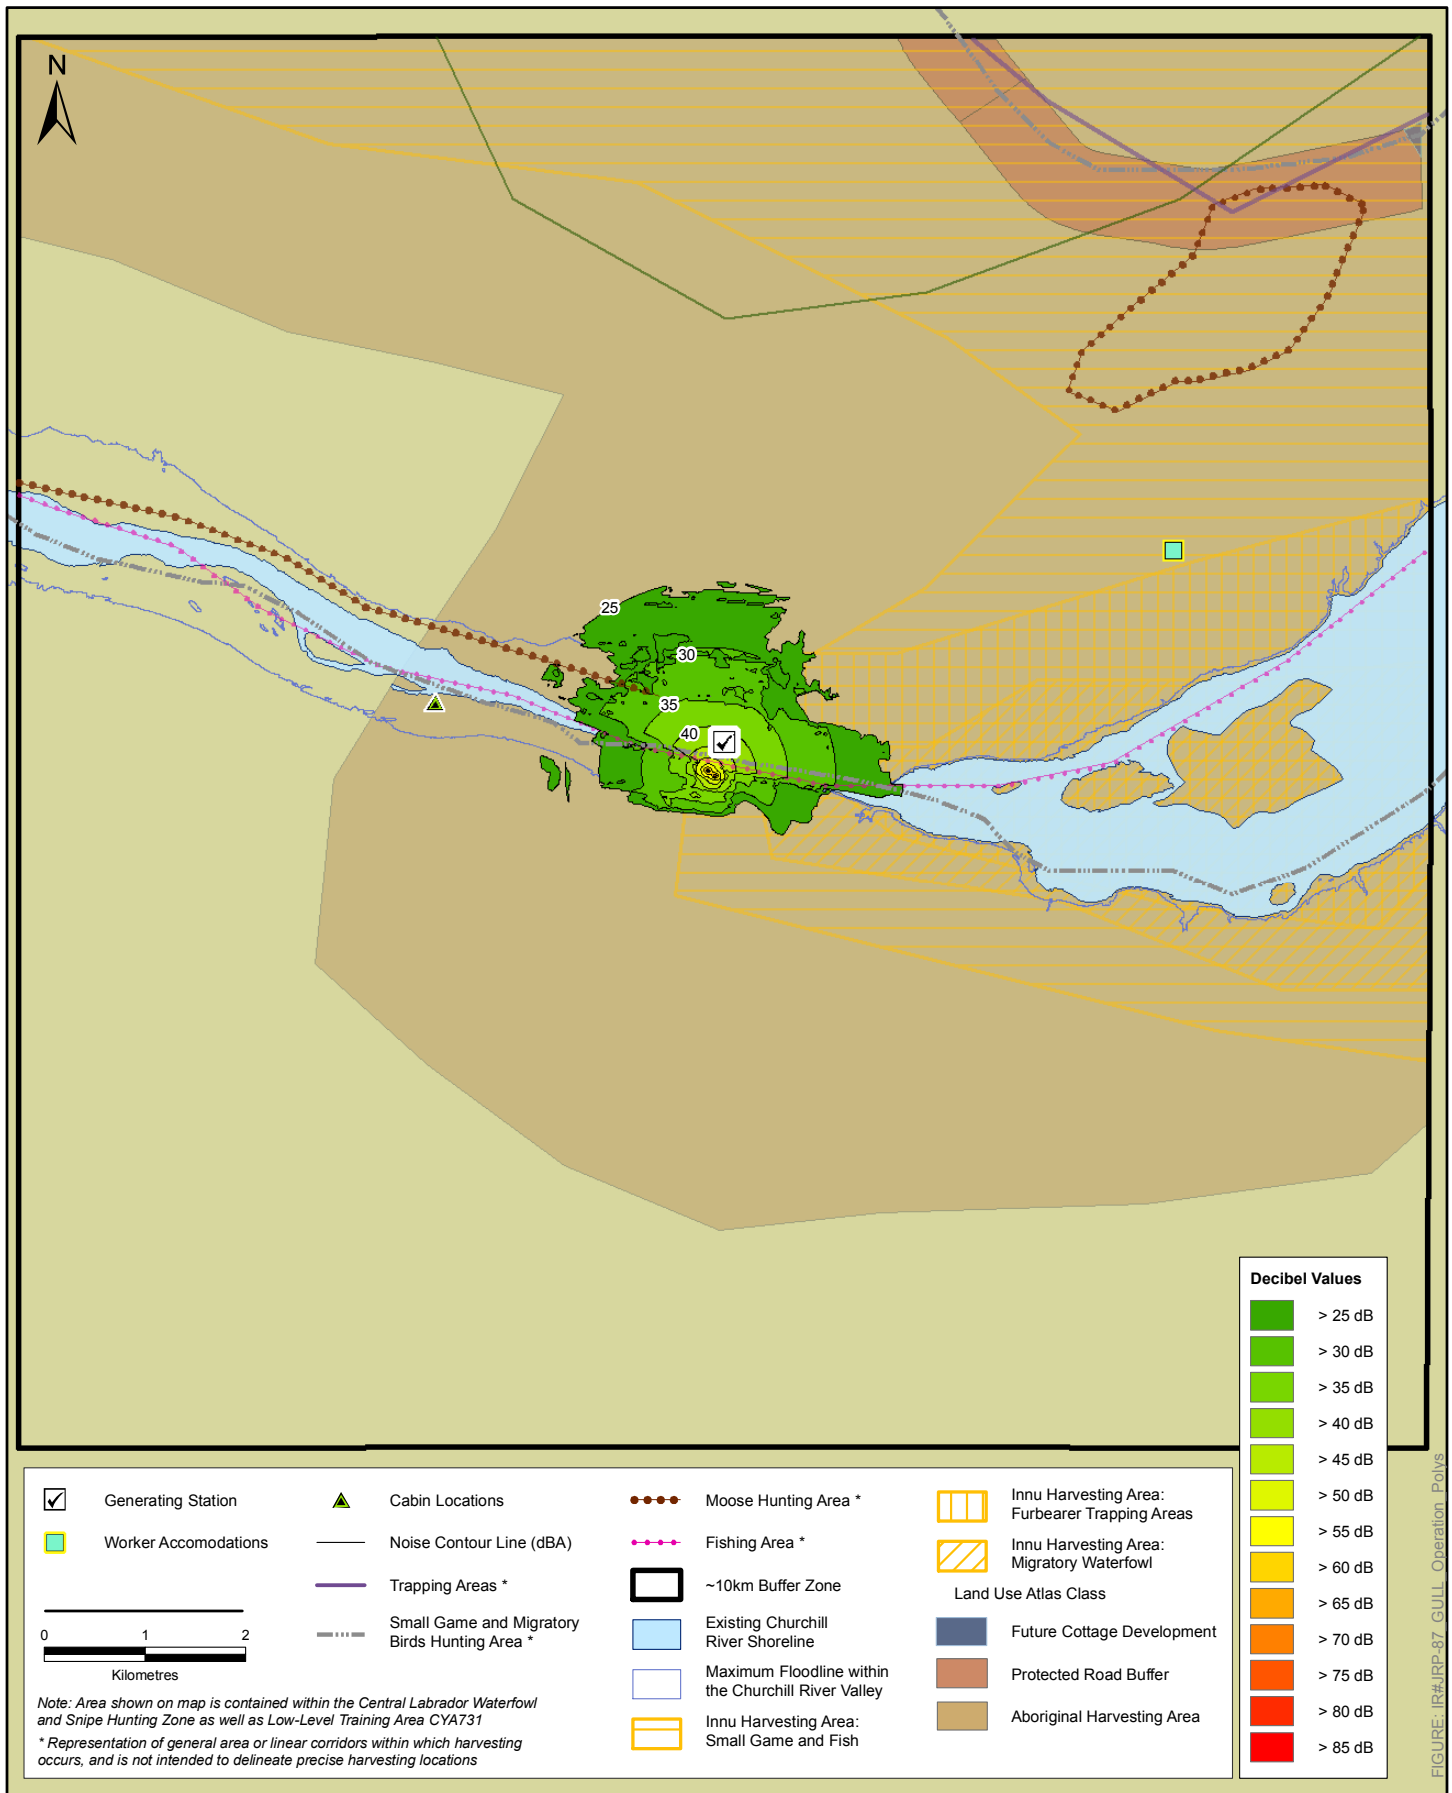 N
25
30
35
40
Decibel Values
> 25 dB
> 30 dB
> 35 dB
> 40 dB
> 45 dB
> 50 dB
> 55 dB
> 60 dB
> 65 dB
> 70 dB
> 75 dB
> 80 dB
> 85 dB
Generating Station
Worker Accomodations
0 1 2
Kilometres
Cabin Locations
Noise Contour Line (dBA)
Trapping Areas *
Small Game and Migratory
Birds Hunting Area *
Note: Area shown on map is contained within the Central Labrador Waterfowl
and Snipe Hunting Zone as well as Low-Level Training Area CYA731
* Representation of general area or linear corridors within which harvesting
occurs, and is not intended to delineate precise harvesting locations
Moose Hunting Area *
Fishing Area *
~10km Buffer Zone
Existing Churchill
River Shoreline
Maximum Floodline within
the Churchill River Valley
Innu Harvesting Area:
Small Game and Fish
Innu Harvesting Area:
Furbearer Trapping Areas
Innu Harvesting Area:
Migratory Waterfowl
Land Use Atlas Class
Future Cottage Development
Protected Road Buffer
Aboriginal Harvesting Area
FIGURE: IR#JRP-87_GULL_Operation_Polys